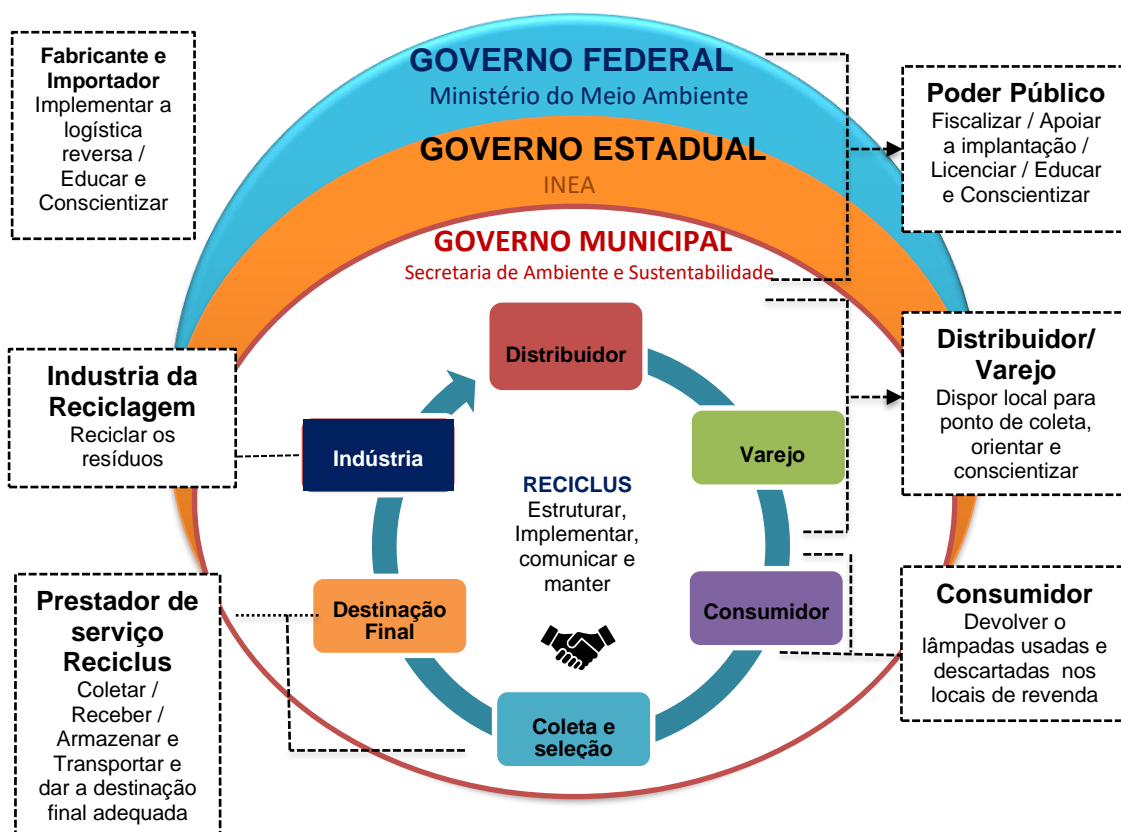 Fabricante e
Importador
Implementar a
logística
reversa /
Educar e
Conscientizar
GOVERNO FEDERAL
Ministério do Meio Ambiente
GOVERNO ESTADUAL
INEA
GOVERNO MUNICIPAL
Secretaria de Ambiente e Sustentabilidade
Poder Público
Fiscalizar / Apoiar
a implantação /
Licenciar / Educar
e Conscientizar
Industria da
Reciclagem
Reciclar os
resíduos
Distribuidor
Indústria
Varejo
RECICLUS
Estruturar,
Implementar,
comunicar e
manter
Distribuidor/
Varejo
Dispor local para
ponto de coleta,
orientar e
conscientizar
Prestador de
serviço
Reciclus
Coletar /
Receber /
Armazenar e
Transportar e
dar a destinação
final adequada
Destinação
Final
Consumidor
Coleta e
seleção
Consumidor
Devolver o
lâmpadas usadas e
descartadas nos
locais de revenda